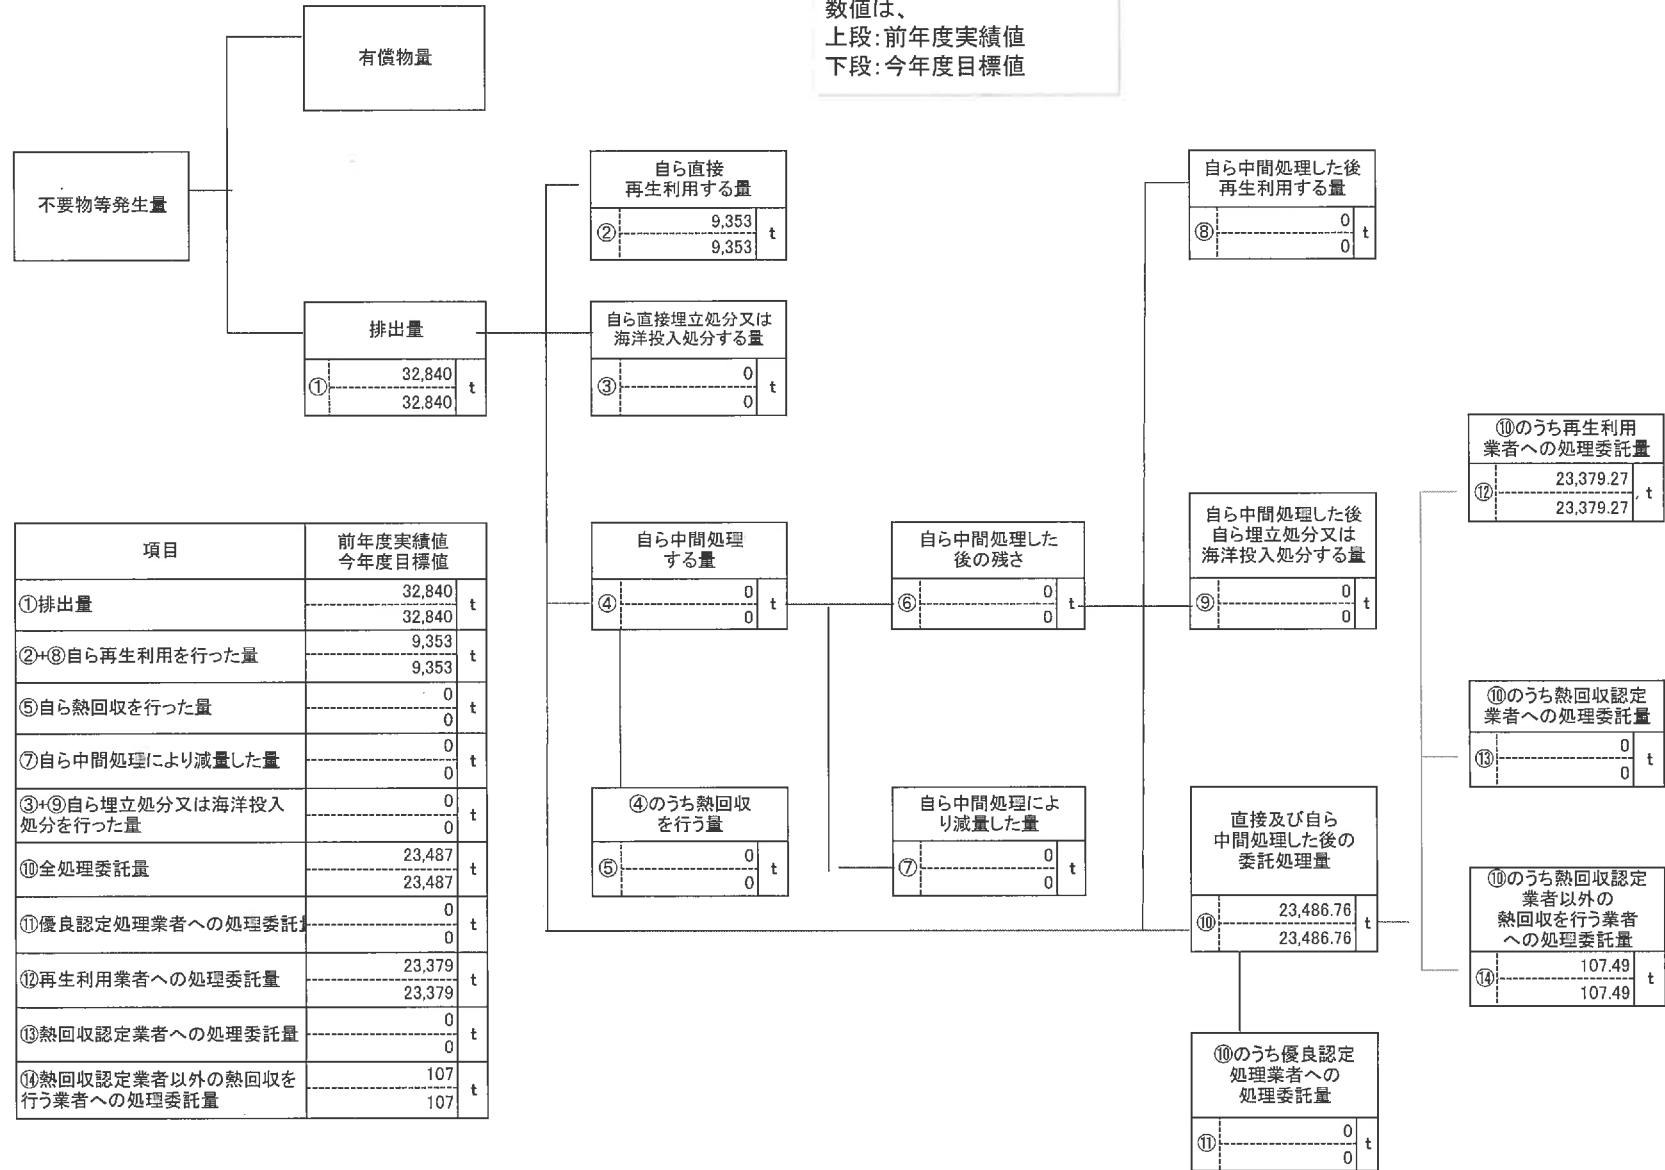 数値は、
上段：前年度実績値
下段：今年度目標値
有償物量
不要物等発生量
排出量
①
32,840
32,840
t
自ら直接
再生利用する量
②
9,353
9,353
t
自ら直接埋立処分又は
海洋投入処分する量
③
0
0
t
自ら中間処理
する量
④
0
0
t
④のうち熱回収
を行う量
⑤
0
0
t
自ら中間処理した
後の残さ
⑥
0
0
t
自ら中間処理によ
り減量した量
⑦
0
0
t
自ら中間処理した後
再生利用する量
⑧
0
0
t
自ら中間処理した後
自ら埋立処分又は
海洋投入処分する量
⑨
0
0
t
直接及び自ら
中間処理した後の
委託処理量
⑩
23,486.76
23,486.76
t
⑩のうち優良認定
処理業者への
処理委託量
⑪
0
0
t
⑩のうち再生利用
業者への処理委託量
⑫
23,379.27
23,379.27
t
⑩のうち熱回収認定
業者への処理委託量
⑬
0
0
t
⑩のうち熱回収認定
業者以外の
熱回収を行う業者
への処理委託量
⑭
107.49
107.49
t
項目
前年度実績値
今年度目標値
①排出量
32,840
32,840
t
②+⑧自ら再生利用を行った量
9,353
9,353
t
⑤自ら熱回収を行った量
0
0
t
⑦自ら中間処理により減量した量
0
0
t
③+⑨自ら埋立処分又は海洋投入
処分を行った量
0
0
t
⑩全処理委託量
23,487
23,487
t
⑪優良認定処理業者への処理委託
0
0
t
⑫再生利用業者への処理委託量
23,379
23,379
t
⑬熱回収認定業者への処理委託量
0
0
t
⑭熱回収認定業者以外の熱回収を
行う業者への処理委託量
107
107
t